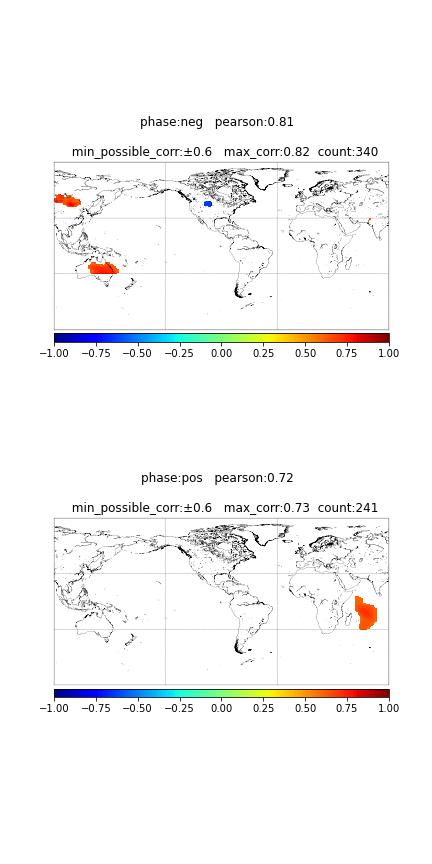 phase:neg   pearson:0.81
min_possible_corr:±0.6   max_corr:0.82  count:340
−1.00 −0.75 −0.50 −0.25 0.00 0.25 0.50 0.75 1.00
phase:pos   pearson:0.72
min_possible_corr:±0.6   max_corr:0.73  count:241
−1.00 −0.75 −0.50 −0.25 0.00 0.25 0.50 0.75 1.00